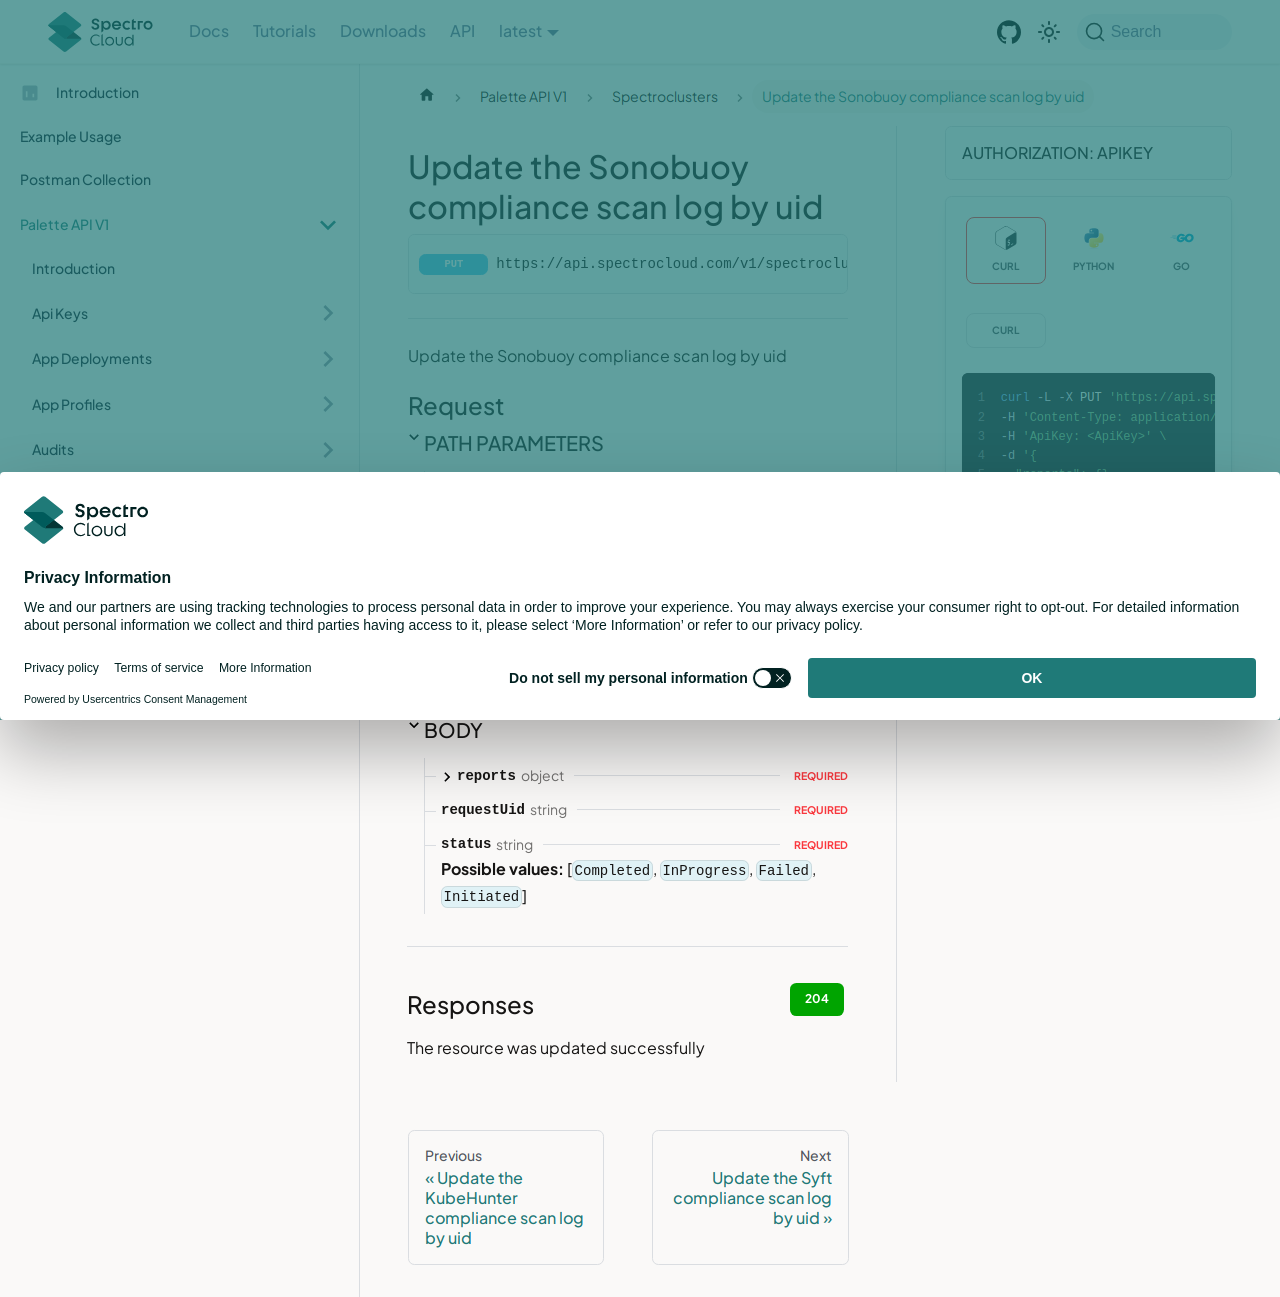 Spectro
Cloud
Docs
Tutorials
Downloads
API
latest
Search
Introduction
Example Usage
Postman Collection
Palette API V1
Introduction
Api Keys
App Deployments
App Profiles
Audits
Palette API V1
Spectroclusters
Update the Sonobuoy compliance scan log by uid
Update the Sonobuoy
compliance scan log by uid
PUT https://api.spectrocloud.com/v1/spectroclu
Update the Sonobuoy compliance scan log by uid
Request
PATH PARAMETERS
AUTHORIZATION: APIKEY
CURL
PYTHON
GO
CURL
1 curl -L -X PUT 'https://api.sp
2 -H 'Content-Type: application/
3 -H 'ApiKey: <ApiKey>' \
4 -d '{
Spectro
Cloud
Privacy Information
We and our partners are using tracking technologies to process personal data in order to improve your experience. You may always exercise your consumer right to opt-out. For detailed information
about personal information we collect and third parties having access to it, please select ‘More Information’ or refer to our privacy policy.
Privacy policy
Terms of service
More Information
Do not sell my personal information
OK
Powered by Usercentrics Consent Management
BODY
reports object REQUIRED
requestUid string REQUIRED
status string REQUIRED
Possible values: [Completed, InProgress, Failed,
Initiated]
Responses
204
The resource was updated successfully
Previous
« Update the
KubeHunter
compliance scan log
by uid
Next
Update the Syft
compliance scan log
by uid »